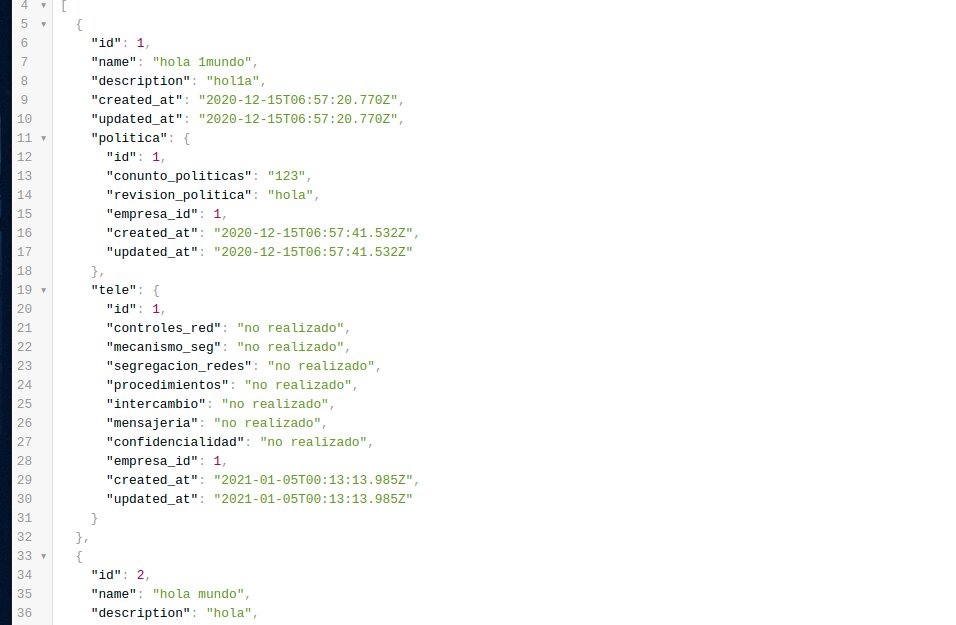 4 ▾ [
5 ▾   {
6     "id": 1,
7     "name": "hola 1mundo",
8     "description": "hol1a",
9     "created_at": "2020-12-15T06:57:20.770Z",
10     "updated_at": "2020-12-15T06:57:20.770Z",
11 ▾     "politica": {
12       "id": 1,
13       "conunto_politicas": "123",
14       "revision_politica": "hola",
15       "empresa_id": 1,
16       "created_at": "2020-12-15T06:57:41.532Z",
17       "updated_at": "2020-12-15T06:57:41.532Z"
18     },
19 ▾     "tele": {
20       "id": 1,
21       "controles_red": "no realizado",
22       "mecanismo_seg": "no realizado",
23       "segregacion_redes": "no realizado",
24       "procedimientos": "no realizado",
25       "intercambio": "no realizado",
26       "mensajeria": "no realizado",
27       "confidencialidad": "no realizado",
28       "empresa_id": 1,
29       "created_at": "2021-01-05T00:13:13.985Z",
30       "updated_at": "2021-01-05T00:13:13.985Z"
31     }
32   },
33 ▾   {
34     "id": 2,
35     "name": "hola mundo",
36     "description": "hola",